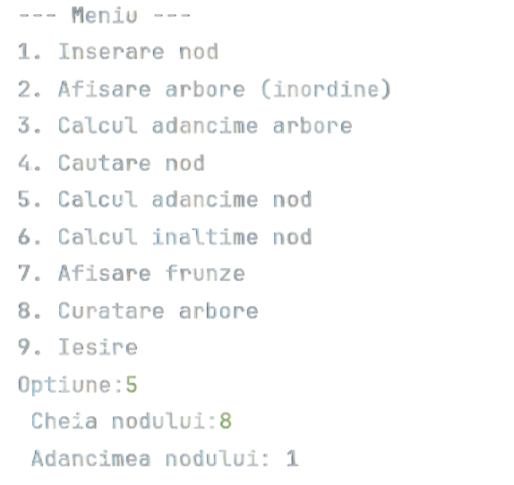 --- Meniu ---
1. Inserare nod
2. Afisare arbore (inordine)
3. Calcul adancime arbore
4. Cautare nod
5. Calcul adancime nod
6. Calcul inaltime nod
7. Afisare frunze
8. Curatare arbore
9. Iesire
Optiune:5
Cheia nodului:8
Adancimea nodului: 1